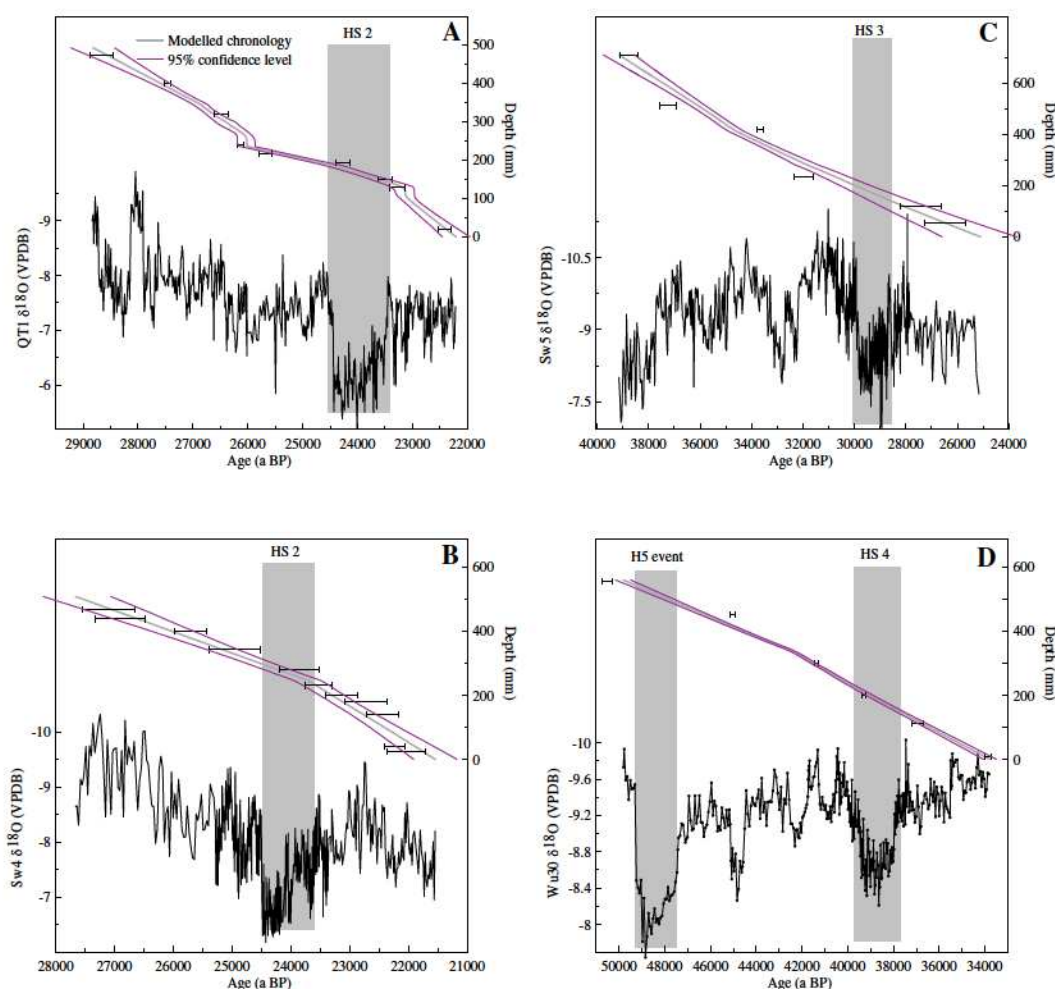 A
HS 2
Modelled chronology
95% confidence level
500
400
300
200
100
0
Depth (mm)
-9
-8
-7
-6
QT1 δ18O (VPDB)
29000 28000 27000 26000 25000 24000 23000 22000
Age (a BP)
C
HS 3
600
400
200
0
Depth (mm)
-10.5
-9
-7.5
Sw5 δ18O (VPDB)
40000 38000 36000 34000 32000 30000 28000 26000 24000
Age (a BP)
B
HS 2
600
400
200
0
Depth (mm)
-10
-9
-8
-7
Sw4 δ18O (VPDB)
28000 27000 26000 25000 24000 23000 22000 21000
Age (a BP)
D
H5 event
HS 4
600
400
200
0
Depth (mm)
-10
-9.6
-9.2
-8.8
-8.4
-8
Wu30 δ18O (VPDB)
50000 48000 46000 44000 42000 40000 38000 36000 34000
Age (a BP)